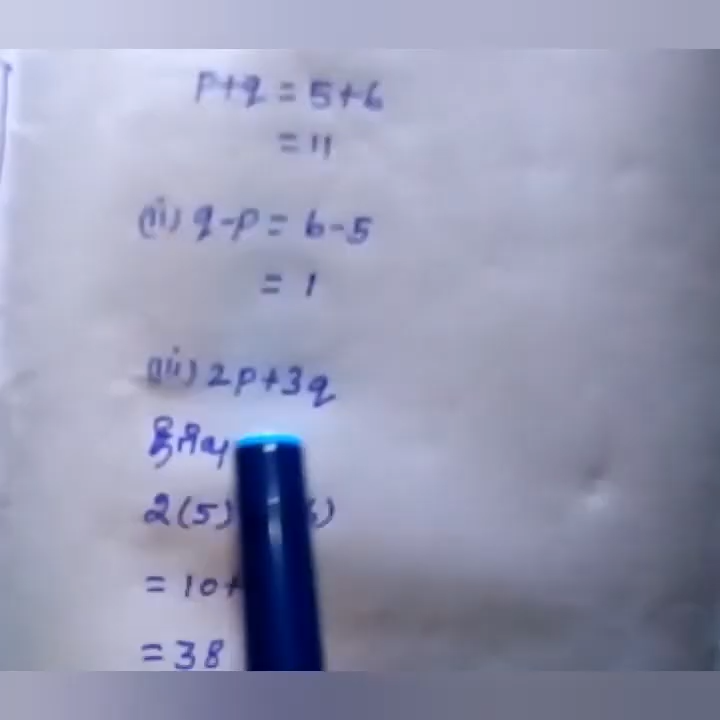 p+q = 5+6
= 11
(ii) q-p = 6-5
= 1
(iii) 2p+3q
2(5)
= 10+
= 38